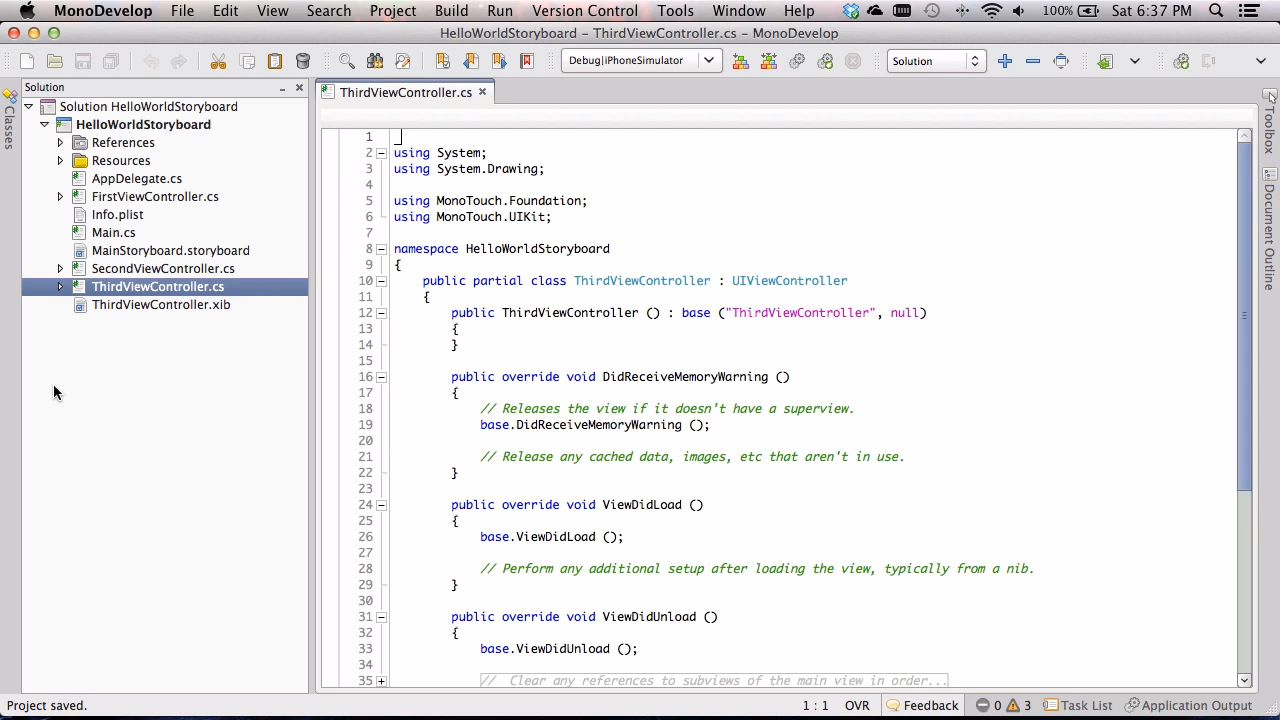 MonoDevelop File Edit View Search Project Build Run Version Control Tools Window Help 100% Sat 6:37 PM
HelloWorldStoryboard - ThirdViewController.cs - MonoDevelop
Debug|iPhoneSimulator Solution
Solution
Classes
Solution HelloWorldStoryboard
HelloWorldStoryboard
References
Resources
AppDelegate.cs
FirstViewController.cs
Info.plist
Main.cs
MainStoryboard.storyboard
SecondViewController.cs
ThirdViewController.cs
ThirdViewController.xib
ThirdViewController.cs
1
2 using System;
3 using System.Drawing;
4
5 using MonoTouch.Foundation;
6 using MonoTouch.UIKit;
7
8 namespace HelloWorldStoryboard
9 {
10 public partial class ThirdViewController : UIViewController
11 {
12 public ThirdViewController () : base ("ThirdViewController", null)
13 {
14 }
15
16 public override void DidReceiveMemoryWarning ()
17 {
18 // Releases the view if it doesn't have a superview.
19 base.DidReceiveMemoryWarning ();
20
21 // Release any cached data, images, etc that aren't in use.
22 }
23
24 public override void ViewDidLoad ()
25 {
26 base.ViewDidLoad ();
27
28 // Perform any additional setup after loading the view, typically from a nib.
29 }
30
31 public override void ViewDidUnload ()
32 {
33 base.ViewDidUnload ();
34
35 // Clear any references to subviews of the main view in order...
Toolbox
Document Outline
Project saved. 1 : 1 OVR Feedback 0 3 Task List Application Output